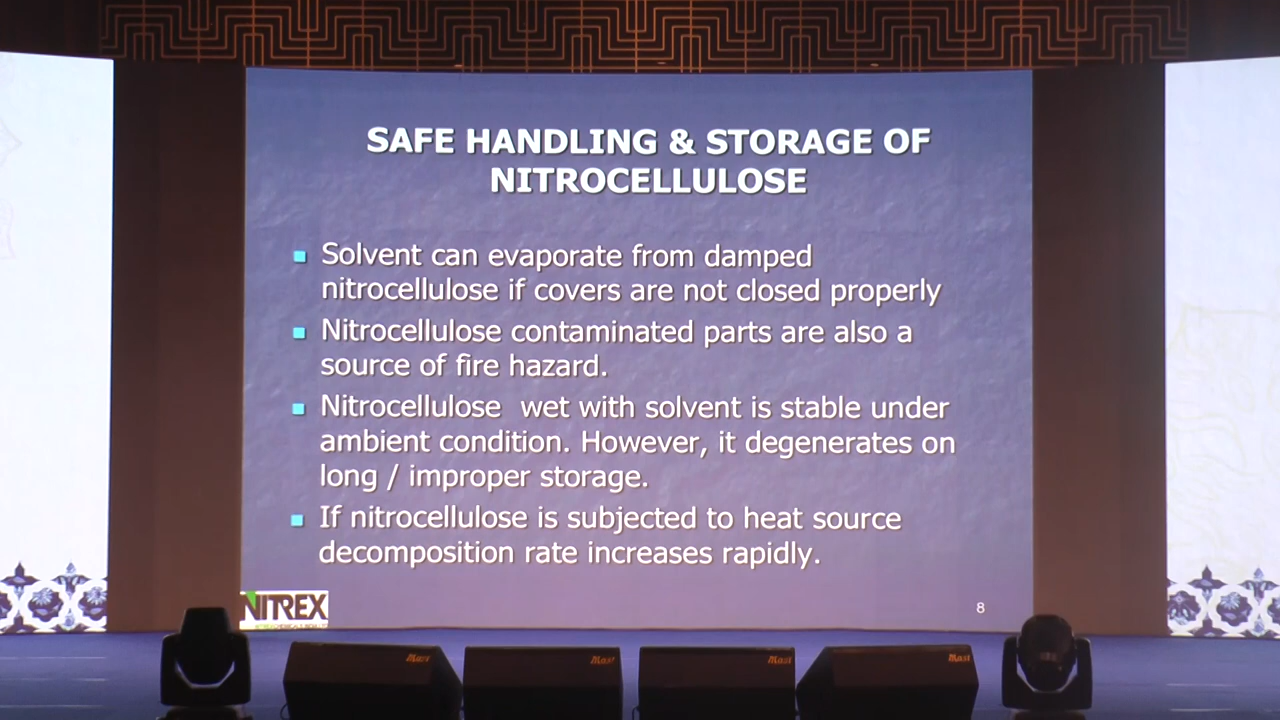 SAFE HANDLING & STORAGE OF
NITROCELLULOSE
Solvent can evaporate from damped
nitrocellulose if covers are not closed properly
Nitrocellulose contaminated parts are also a
source of fire hazard.
Nitrocellulose wet with solvent is stable under
ambient condition. However, it degenerates on
long / improper storage.
If nitrocellulose is subjected to heat source
decomposition rate increases rapidly.
NITREX
8